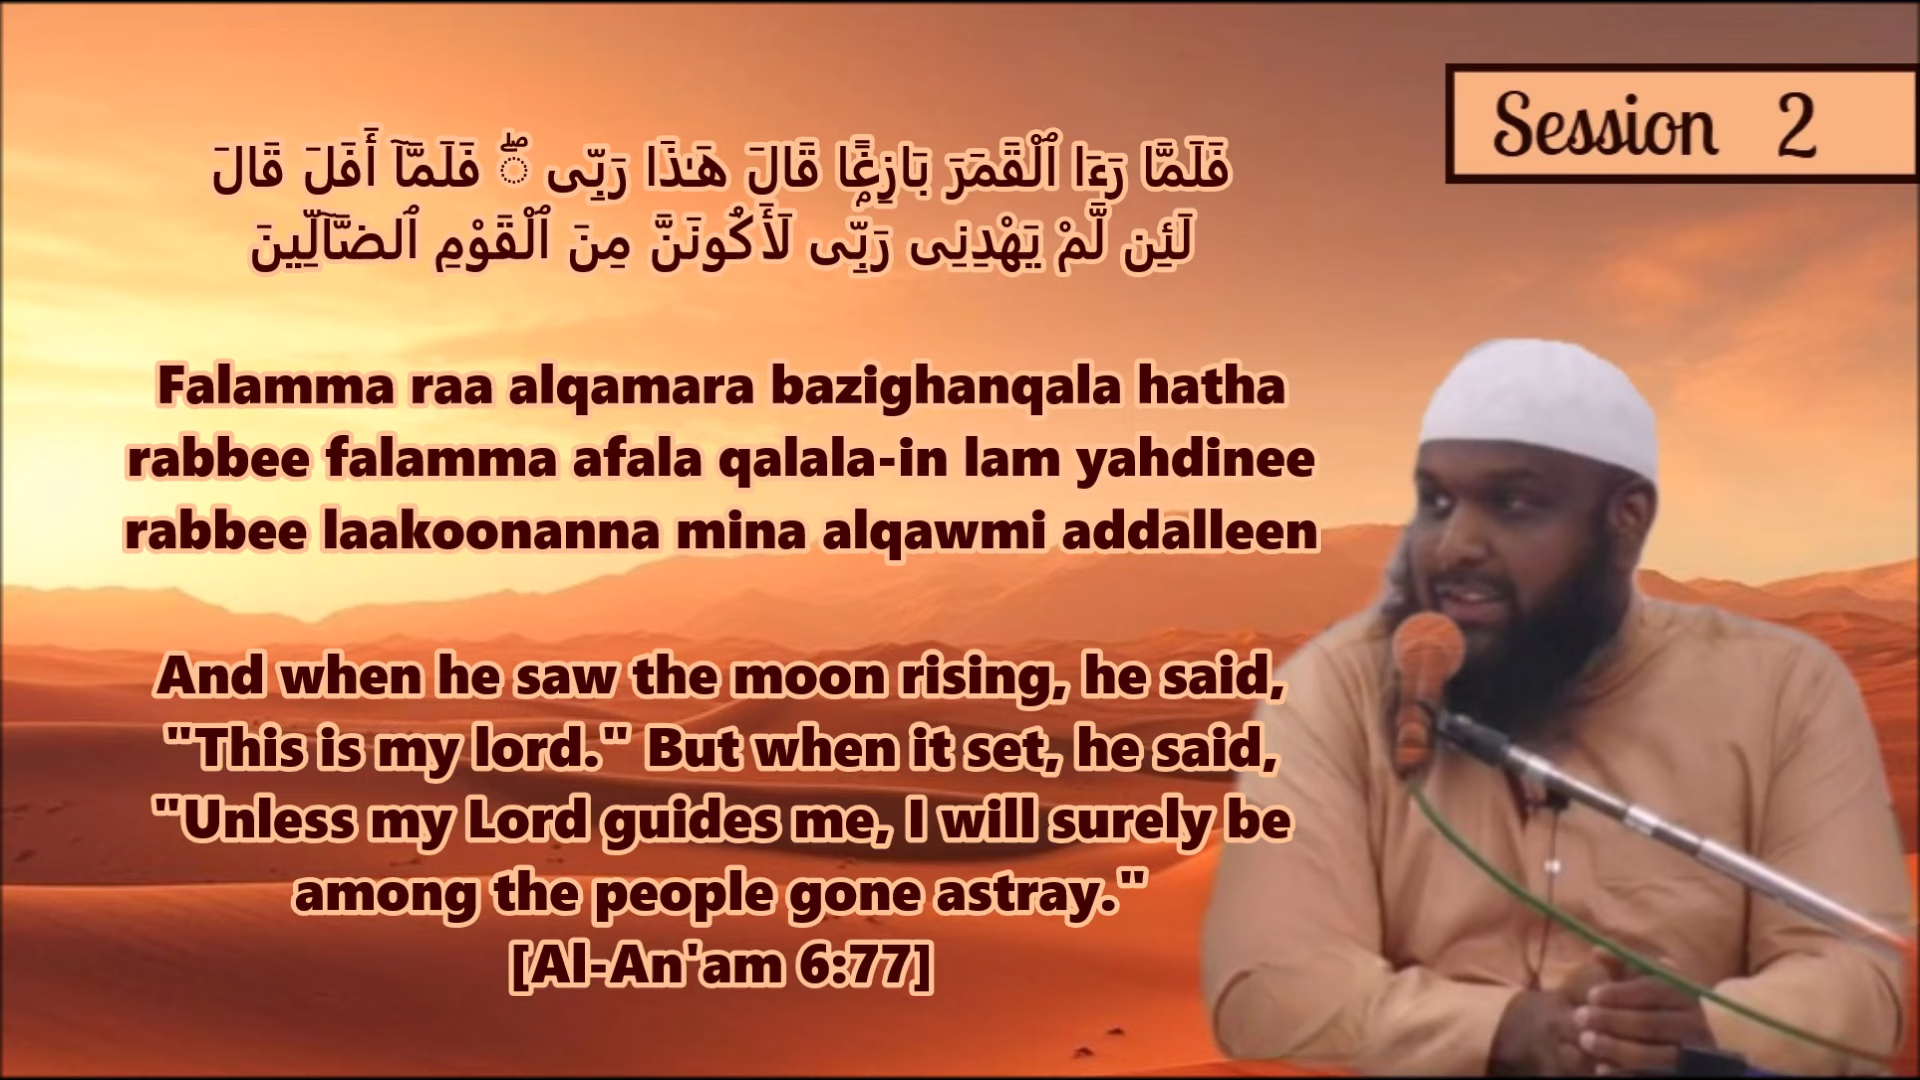 Session 2
فَلَمَّا رَءَا ٱلْقَمَرَ بَازِغًۭا قَالَ هَـٰذَا رَبِّى ۖ فَلَمَّآ أَفَلَ قَالَ
لَئِن لَّمْ يَهْدِنِى رَبِّى لَأَكُونَنَّ مِنَ ٱلْقَوْمِ ٱلضَّآلِّينَ
Falamma raa alqamara bazighanqala hatha
rabbee falamma afala qalala-in lam yahdinee
rabbee laakoonanna mina alqawmi addalleen
And when he saw the moon rising, he said,
"This is my lord." But when it set, he said,
"Unless my Lord guides me, I will surely be
among the people gone astray."
[Al-An'am 6:77]